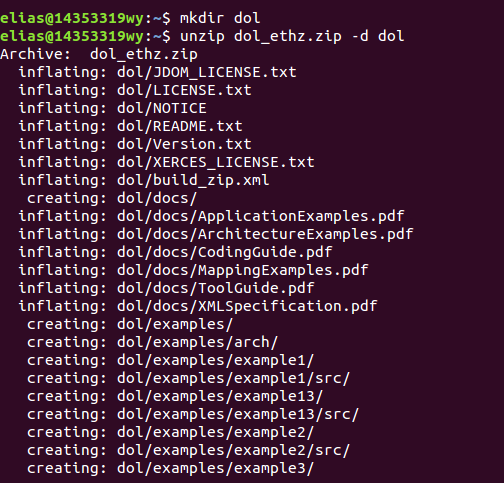 elias@14353319wy:~$ mkdir dol
elias@14353319wy:~$ unzip dol_ethz.zip -d dol
Archive:  dol_ethz.zip
  inflating: dol/JDOM_LICENSE.txt
  inflating: dol/LICENSE.txt
  inflating: dol/NOTICE
  inflating: dol/README.txt
  inflating: dol/Version.txt
  inflating: dol/XERCES_LICENSE.txt
  inflating: dol/build_zip.xml
   creating: dol/docs/
  inflating: dol/docs/ApplicationExamples.pdf
  inflating: dol/docs/ArchitectureExamples.pdf
  inflating: dol/docs/CodingGuide.pdf
  inflating: dol/docs/MappingExamples.pdf
  inflating: dol/docs/ToolGuide.pdf
  inflating: dol/docs/XMLSpecification.pdf
   creating: dol/examples/
   creating: dol/examples/arch/
   creating: dol/examples/example1/
   creating: dol/examples/example1/src/
   creating: dol/examples/example13/
   creating: dol/examples/example13/src/
   creating: dol/examples/example2/
   creating: dol/examples/example2/src/
   creating: dol/examples/example3/